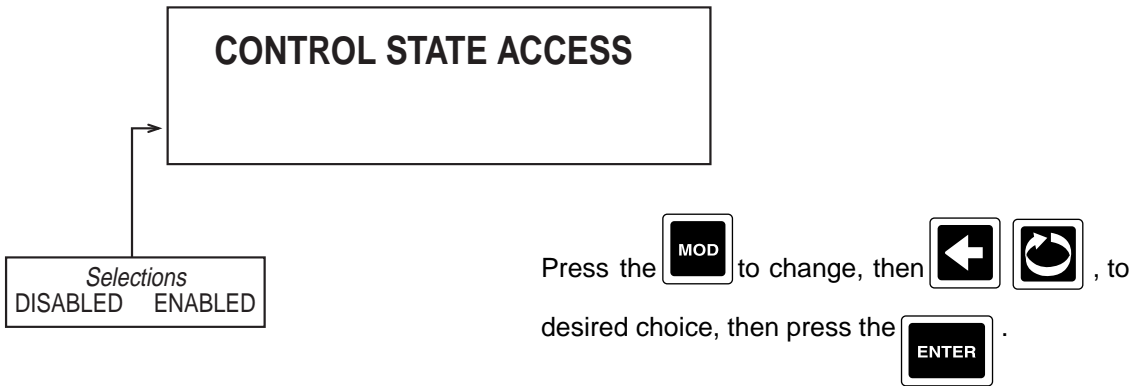 CONTROL STATE ACCESS
Selections
DISABLED ENABLED
Press the MOD to change, then , to
desired choice, then press the ENTER .